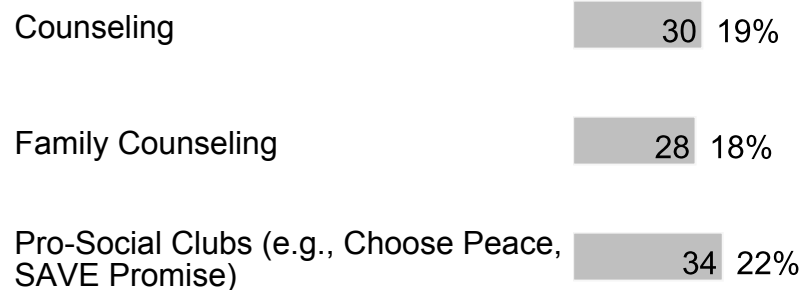 Counseling 30 19%
Family Counseling 28 18%
Pro-Social Clubs (e.g., Choose Peace, 34 22%
SAVE Promise)